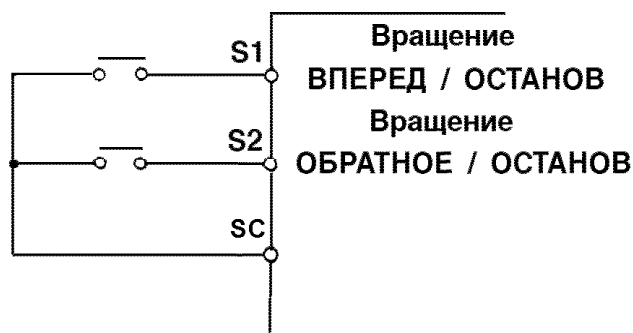 Вращение
S1
ВПЕРЕД / ОСТАНОВ
Вращение
S2
ОБРАТНОЕ / ОСТАНОВ
SC